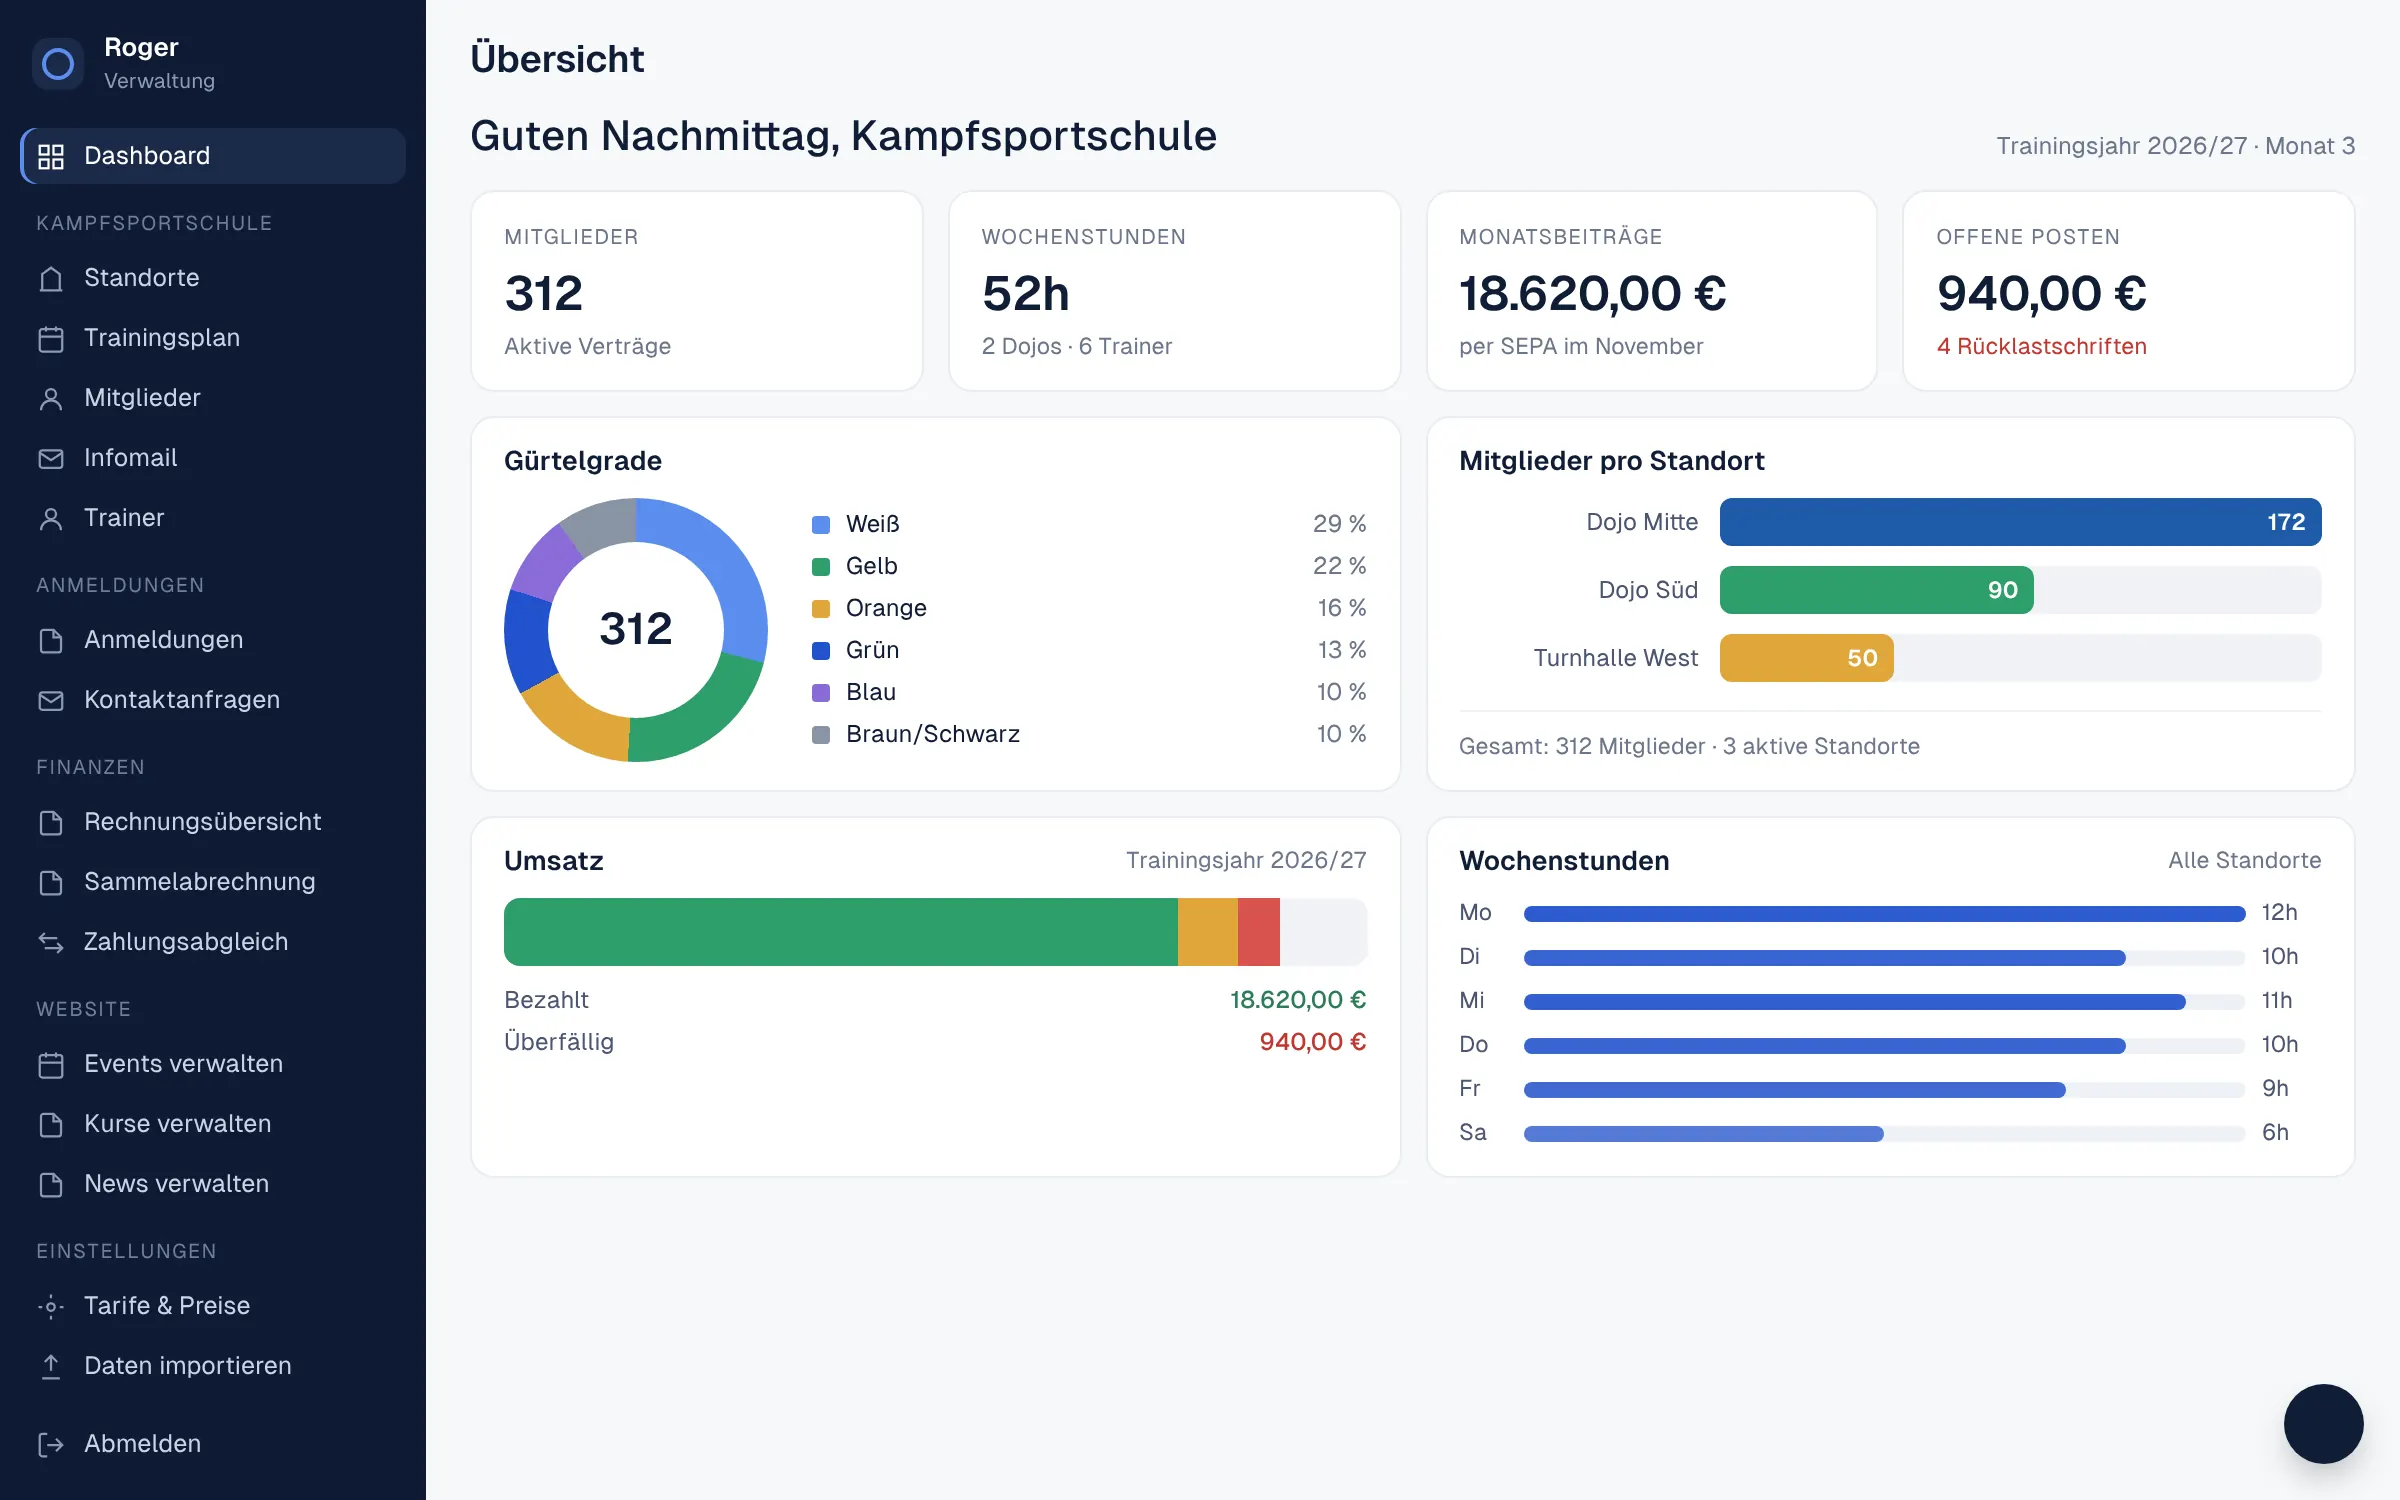 Roger
Verwaltung
Dashboard
KAMPFSPORTSCHULE
Standorte
Trainingsplan
Mitglieder
Infomail
Trainer
ANMELDUNGEN
Anmeldungen
Kontaktanfragen
FINANZEN
Rechnungsübersicht
Sammelabrechnung
Zahlungsabgleich
WEBSITE
Events verwalten
Kurse verwalten
News verwalten
EINSTELLUNGEN
Tarife & Preise
Daten importieren
Abmelden
Übersicht
Guten Nachmittag, Kampfsportschule
Trainingsjahr 2026/27 · Monat 3
MITGLIEDER
312
Aktive Verträge
WOCHENSTUNDEN
52h
2 Dojos · 6 Trainer
MONATSBEITRÄGE
18.620,00 €
per SEPA im November
OFFENE POSTEN
940,00 €
4 Rücklastschriften
Gürtelgrade
312
Weiß 29 %
Gelb 22 %
Orange 16 %
Grün 13 %
Blau 10 %
Braun/Schwarz 10 %
Mitglieder pro Standort
Dojo Mitte 172
Dojo Süd 90
Turnhalle West 50
Gesamt: 312 Mitglieder · 3 aktive Standorte
Umsatz Trainingsjahr 2026/27
Bezahlt 18.620,00 €
Überfällig 940,00 €
Wochenstunden Alle Standorte
Mo 12h
Di 10h
Mi 11h
Do 10h
Fr 9h
Sa 6h